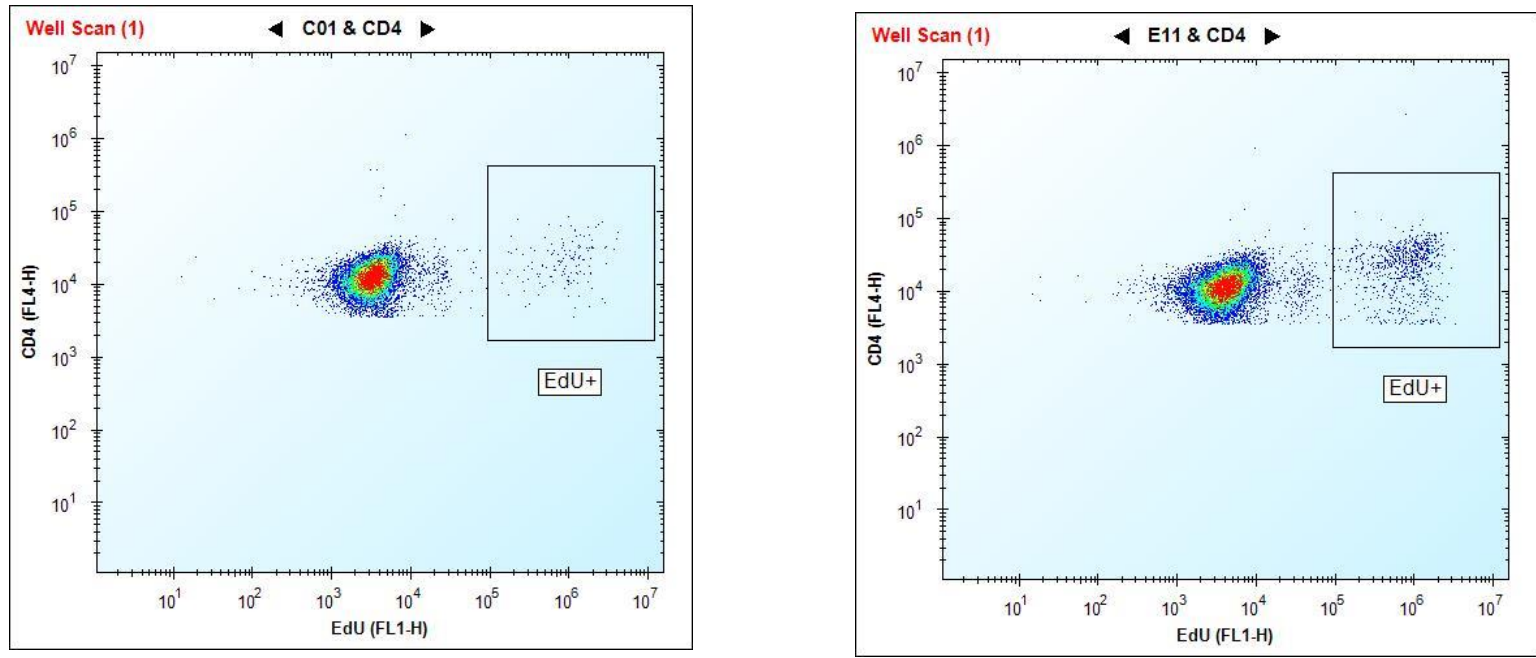 Well Scan (1)
◀ C01 & CD4 ▶
10^7
10^6
10^5
10^4
10^3
10^2
10^1
CD4 (FL4-H)
EdU+
10^1 10^2 10^3 10^4 10^5 10^6 10^7
EdU (FL1-H)
Well Scan (1)
◀ E11 & CD4 ▶
10^7
10^6
10^5
10^4
10^3
10^2
10^1
CD4 (FL4-H)
EdU+
10^1 10^2 10^3 10^4 10^5 10^6 10^7
EdU (FL1-H)